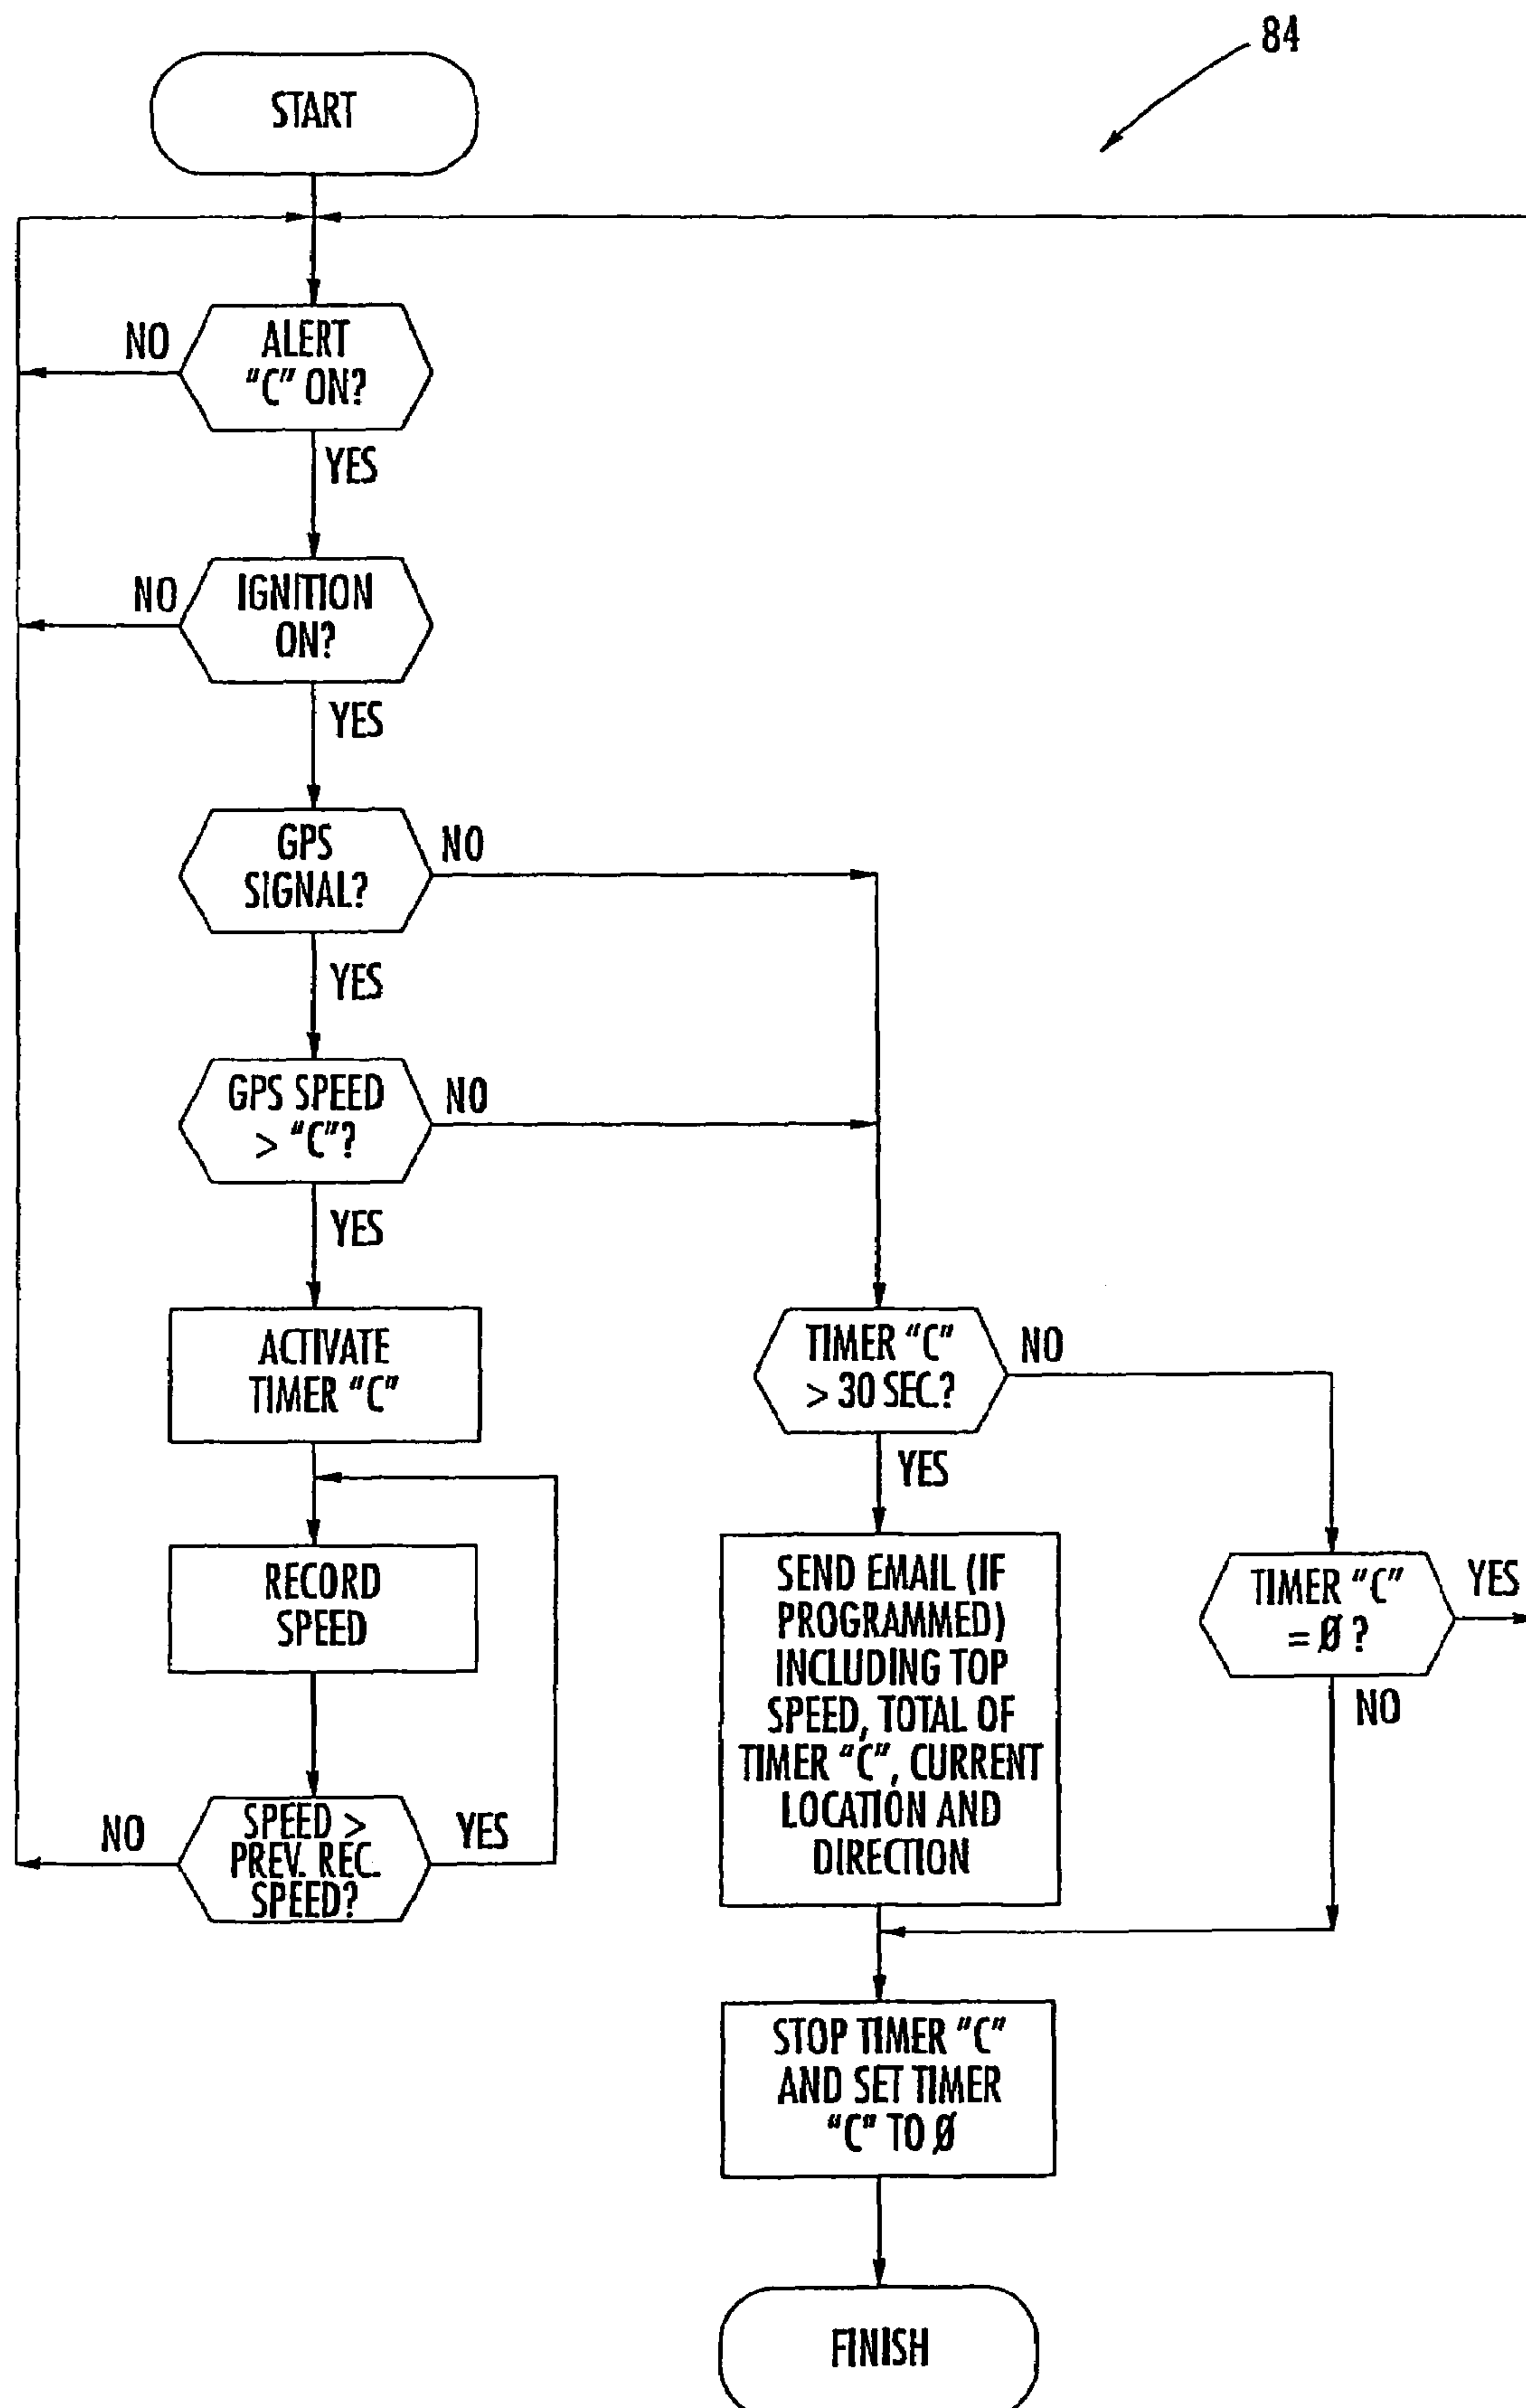 84
START
NO
ALERT
"C" ON?
YES
NO
IGNITION
ON?
YES
GPS
SIGNAL?
NO
YES
GPS SPEED
> "C"?
NO
YES
ACTIVATE
TIMER "C"
TIMER "C"
> 30 SEC.?
NO
YES
RECORD
SPEED
SEND EMAIL (IF
PROGRAMMED)
INCLUDING TOP
SPEED, TOTAL OF
TIMER "C", CURRENT
LOCATION AND
DIRECTION
TIMER "C"
= Ø ?
YES
NO
NO
SPEED >
PREV. REC.
SPEED?
YES
STOP TIMER "C"
AND SET TIMER
"C" TO Ø
FINISH